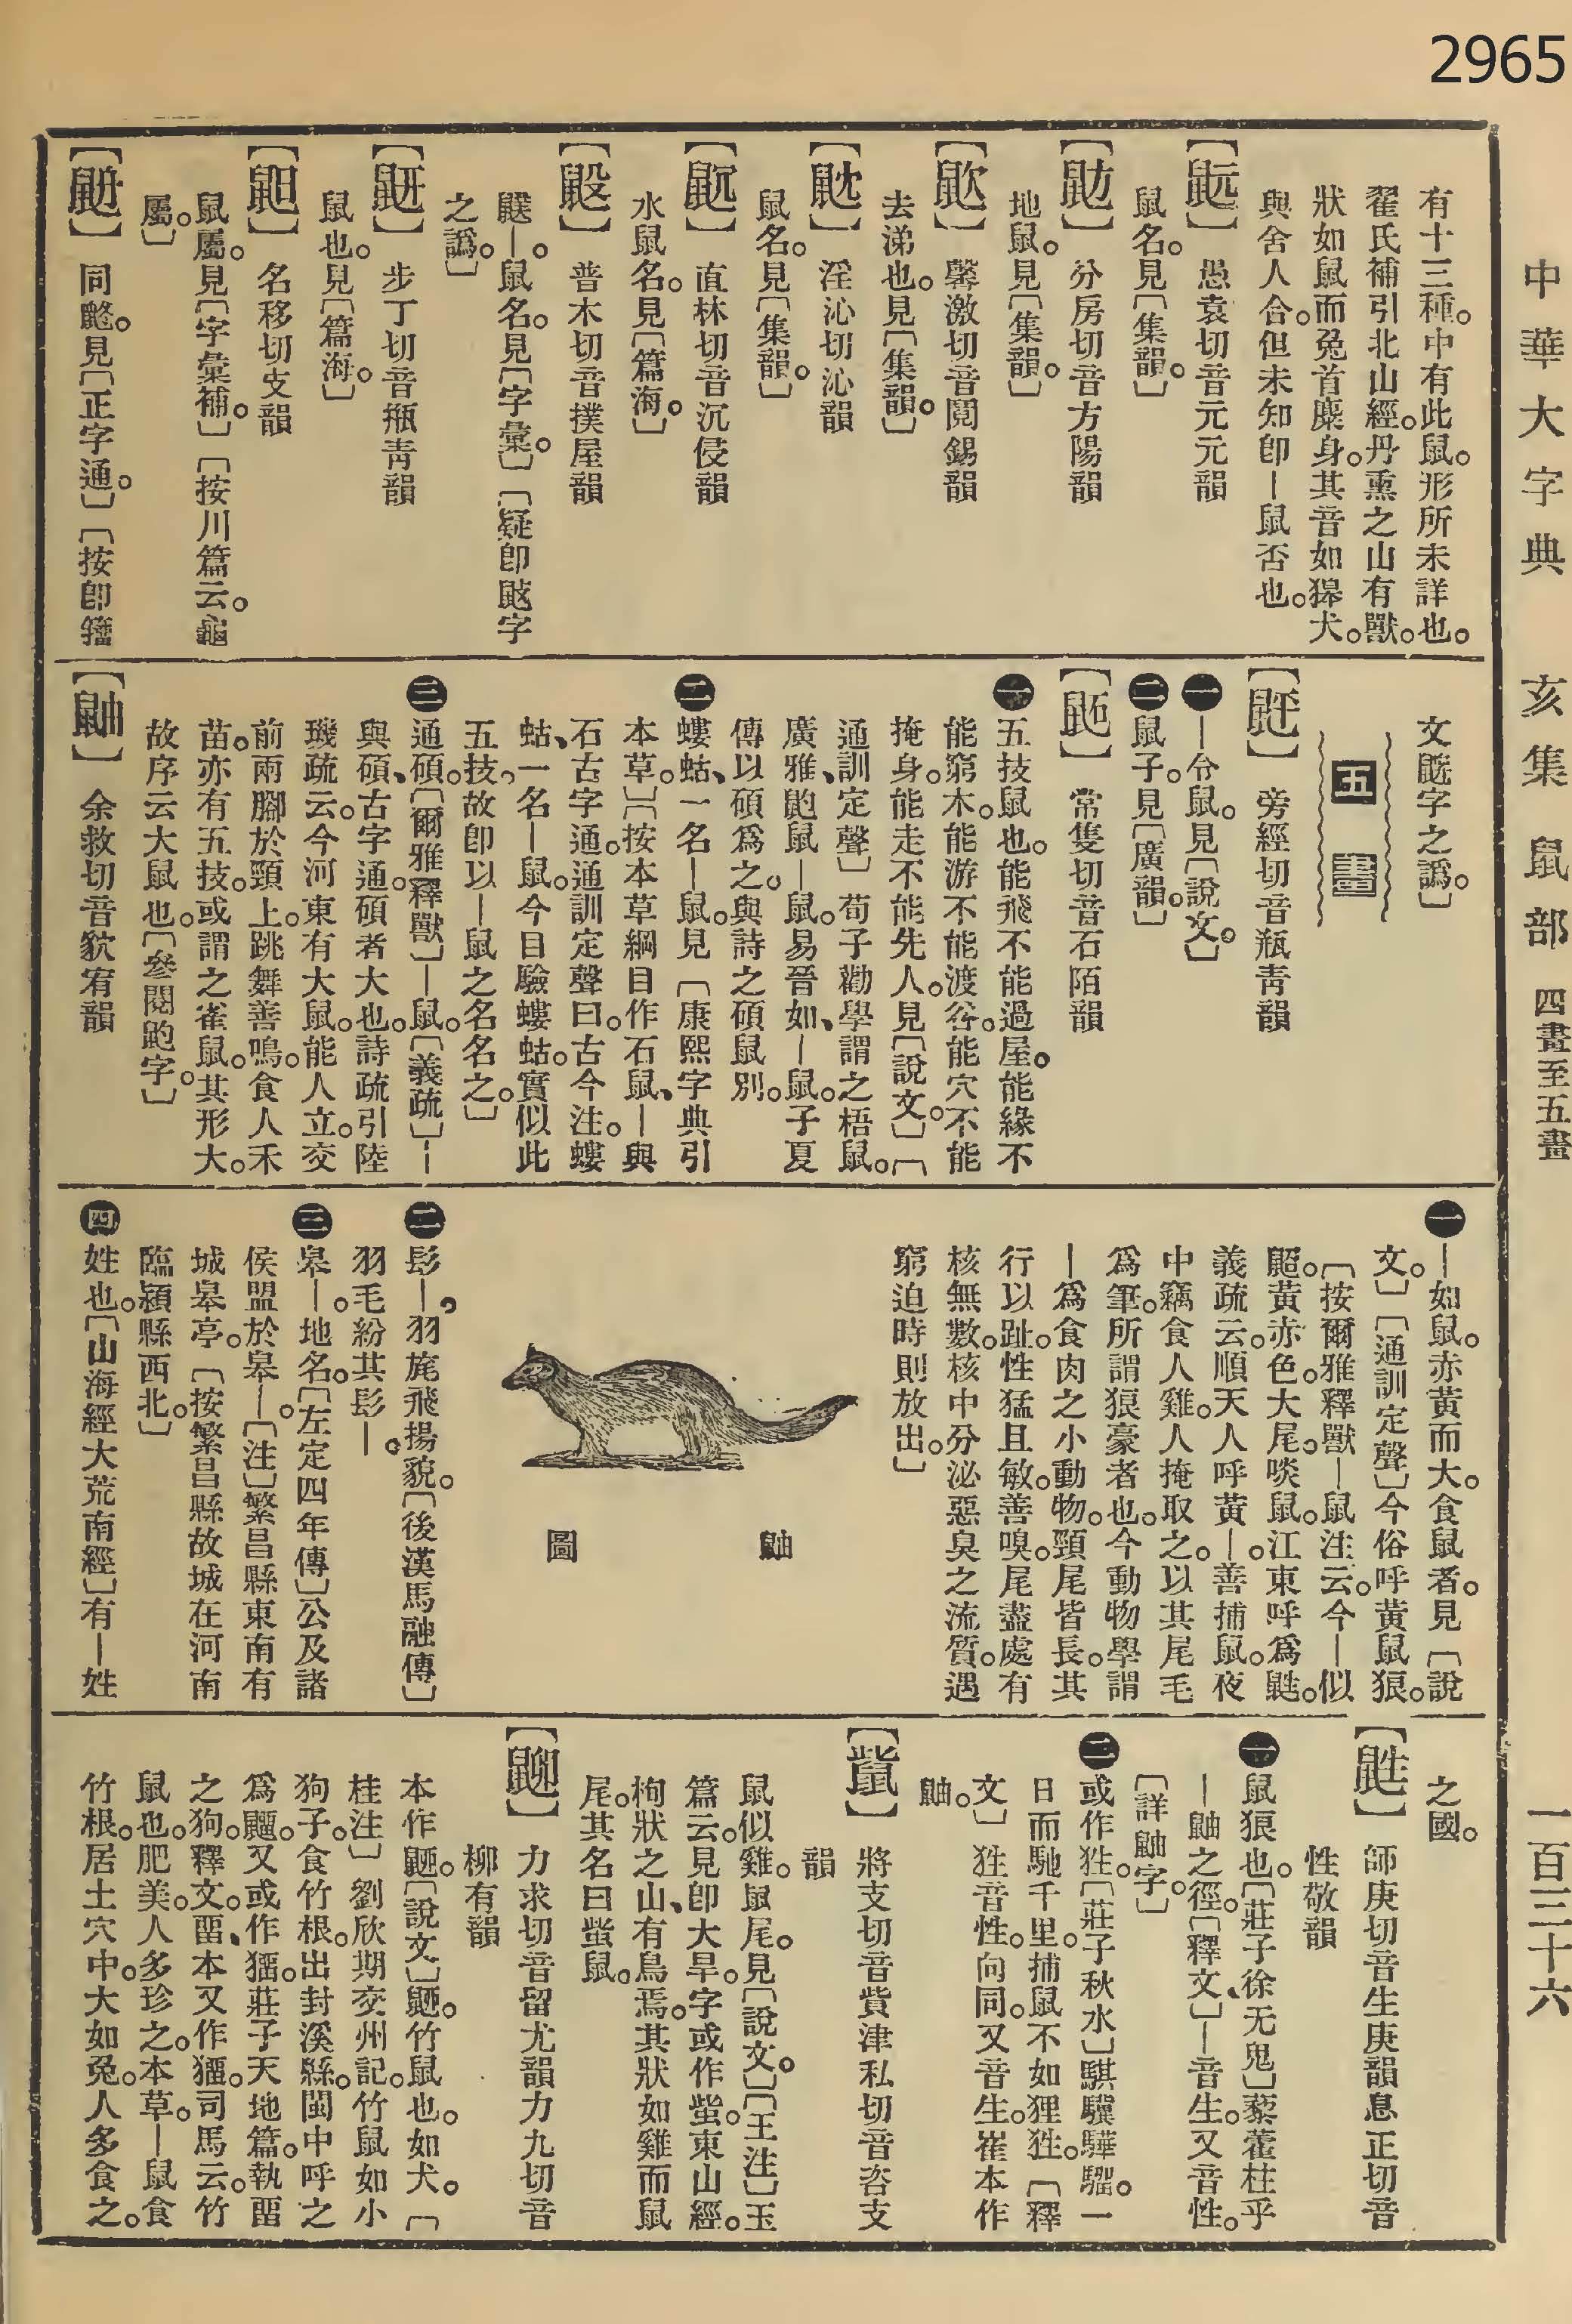 2965
中華大字典　亥集　鼠部　四畫至五畫　一百三十六
有十三種。中有此鼠。形所未詳也。
翟氏補引北山經。丹熏之山有獸。
狀如鼠而兔首麋身。其音如獆犬。
與舍人合。但未知卽—鼠否也。
【䶈】愚袁切音元元韻
鼠名。見〔集韻。〕
【鼢】分房切音方陽韻
地鼠。見〔集韻。〕
馨激切音鬩錫韻
去涕也。見〔集韻。〕
【鼣】淫沁切沁韻
鼠名。見〔集韻。〕
直林切音沉侵韻
水鼠名。見〔篇海。〕
普木切音撲屋韻
—。鼠名。見〔字彙。〕〔疑卽字
之譌。〕
步丁切音瓶靑韻
鼠也。見〔篇海。〕
名移切支韻
鼠屬。見〔字彙補。〕〔按川篇云。龜
屬。〕
同。見〔正字通。〕〔按卽籀
文字之譌。〕
五畫
【䶄】旁經切音瓶靑韻
㊀—令鼠。見〔說文。〕
㊁鼠子。見〔廣韻。〕
【鼫】常隻切音石陌韻
㊀五技鼠也。能飛不能過屋。能緣不
能窮木。能游不能渡谷。能穴不能
掩身。能走不能先人。見〔說文。〕〔
通訓定聲〕荀子勸學謂之梧鼠。
廣雅、鼩鼠—鼠。易晉如、—鼠。子夏
傳以碩爲之。與詩之碩鼠別。
㊁螻蛄、一名—鼠。見〔康熙字典引
本草。〕〔按本草綱目作石鼠、—與
石古字通。通訓定聲曰。古今注。螻
蛄、一名—鼠。今目驗螻蛄。實似此
五技，故卽以—鼠之名名之。〕
㊂通碩。〔爾雅釋獸〕—鼠。〔義疏〕—
與碩、古字通。碩者大也。詩疏引陸
璣疏云。今河東有大鼠。能人立。交
前兩腳於頸上。跳舞善鳴。食人禾
苗。亦有五技。或謂之雀鼠。其形大。
故序云大鼠也。〔參閱鼩字。〕
【鼬】余救切音狖宥韻
㊀—如鼠。赤黃而大。食鼠者。見〔說
文。〕〔通訓定聲〕今俗呼黃鼠狼。
〔按爾雅釋獸—鼠注云。今—似
鼦。黃赤色。大尾。啖鼠。江東呼爲鼪。
義疏云。順天人呼黃—。善捕鼠。夜
中竊食人雞。人掩取之。以其尾毛
爲筆。所謂狼豪者也。今動物學謂
—爲食肉之小動物。頸尾皆長。其
行以趾。性猛且敏。善嗅。尾盡處有
核無數。核中分泌惡臭之流質。遇
窮迫時則放出。〕
鼬　圖
㊁髟—，羽旄飛揚貌。〔後漢馬融傳〕
羽毛紛其髟—。
㊂皋—。地名。〔左定四年傳〕公及諸
侯盟於皋—。〔注〕繁昌縣東南有
城皋亭。〔按繁昌縣故城在河南
臨潁縣西北。〕
㊃姓也。〔山海經大荒南經〕有—姓
之國。
【鼪】師庚切音生庚韻息正切音
性敬韻
㊀鼠狼也。〔莊子徐无鬼〕藜藿柱乎
—鼬之徑。〔釋文〕—音生。又音性。
〔詳鼬字。〕
㊁或作狌。〔莊子秋水〕騏驥驊騮。一
日而馳千里。捕鼠不如狸狌。〔釋
文〕狌音性。向同。又音生。崔本作
鼬。
【鼭】將支切音貲津私切音咨支
韻
鼠似雞。鼠尾。見〔說文。〕〔王注〕玉
篇云。見卽大旱。字或作蚩。東山經。
栒狀之山、有鳥焉。其狀如雞而鼠
尾。其名曰蚩鼠。
力求切音留尤韻力九切音
柳有韻
本作䶉。〔說文〕䶉。竹鼠也。如犬。〔
桂注〕劉欣期交州記。竹鼠如小
狗子。食竹根。出封溪縣。閩中呼之
爲䶉。又或作㹨。莊子天地篇。執留
之狗。釋文。留、本又作㹨。司馬云。竹
鼠也。肥美。人多珍之。本草。—鼠食
竹根。居土穴中。大如兔。人多食之。